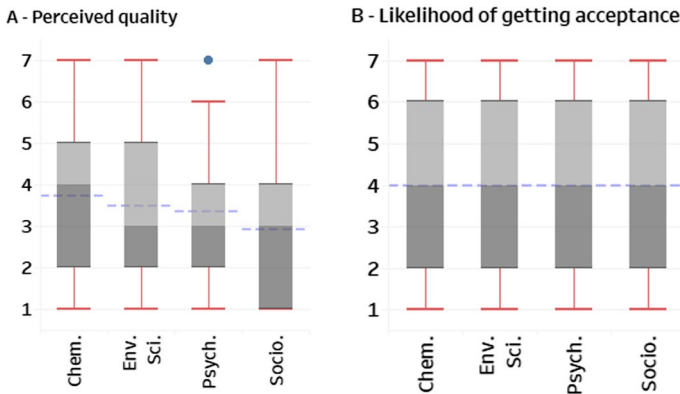 A - Perceived quality
7
6
5
4
3
2
1
Chem.
Env.
Sci.
Psych.
Socio.
B - Likelihood of getting acceptance
7
6
5
4
3
2
1
Chem.
Env.
Sci.
Psych.
Socio.